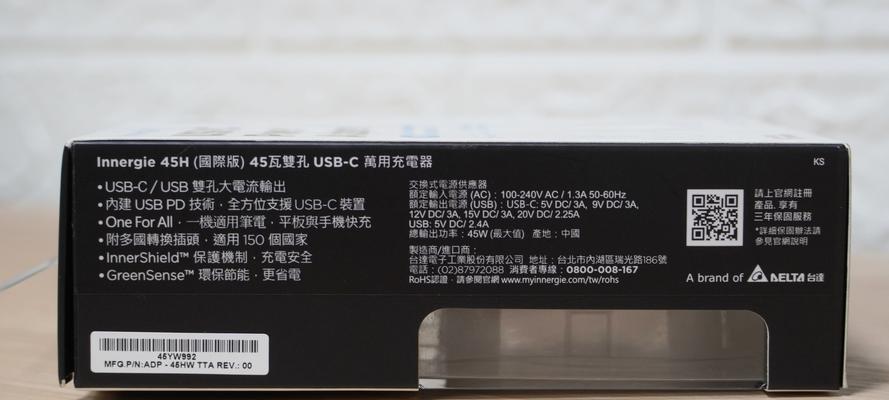 Innergie 45H (國際版) 45瓦雙孔 USB-C 萬用充電器
KS
• USB-C / USB 雙孔大電流輸出
• 內建 USB PD 技術，全方位支援 USB-C 裝置
• One For All，一機適用筆電，平板與手機快充
• 附多國轉換插頭，適用 150 個國家
• InnerShield™ 保護機制，充電安全
• GreenSense™ 環保節能，更省電
交換式電源供應器
額定輸入電壓 (AC)：100-240V AC / 1.3A 50-60Hz
額定輸出電壓 (USB)：USB-C: 5V DC/ 3A, 9V DC/ 3A,
12V DC/ 3A, 15V DC/ 3A, 20V DC/ 2.25A
USB: 5V DC/ 2.4A
總輸出功率：45W (最大值) 產地：中國
製造商/進口商：
台達電子工業股份有限公司 地址：台北市內湖區瑞光路186號
電話：(02)87972088 消費者專線：0800-008-167
RoHS認證，請參閱官網 www.myinnergie.com/tw/rohs
請上官網註冊
產品，享有
三年保固服務
*詳細保固辦法請
參見官網說明
A brand of DELTA 台達
45YW992
MFG.P/N:ADP - 45HW TTA REV.: 00